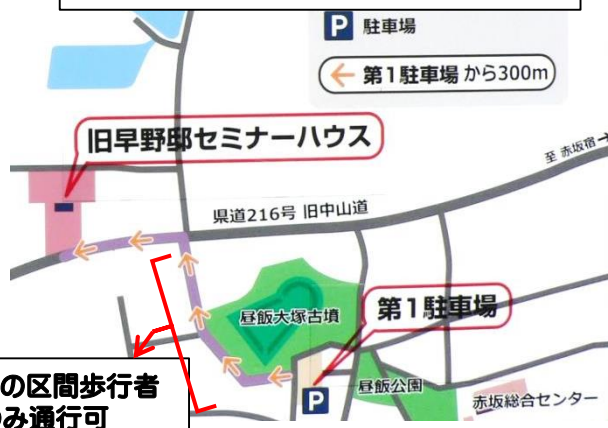 P 駐車場
← 第1駐車場 から300m
旧早野邸セミナーハウス
至 赤坂宿→
県道216号 旧中山道
昼飯大塚古墳
第1駐車場
の区間歩行者
み通行可
昼飯公園
P
赤坂総合センター